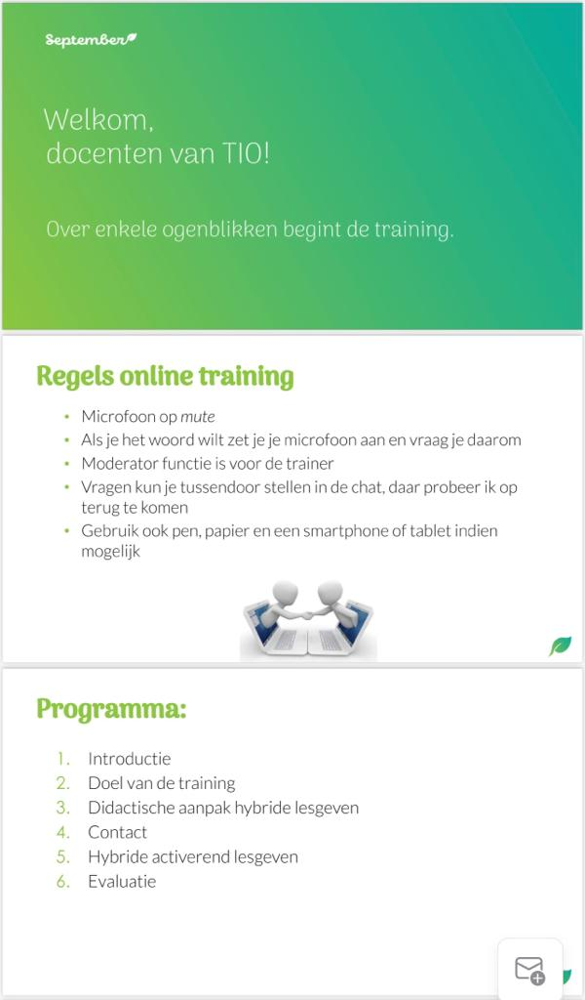 September
Welkom,
docenten van TIO!
Over enkele ogenblikken begint de training.
Regels online training
• Microfoon op mute
• Als je het woord wilt zet je je microfoon aan en vraag je daarom
• Moderator functie is voor de trainer
• Vragen kun je tussendoor stellen in de chat, daar probeer ik op
terug te komen
• Gebruik ook pen, papier en een smartphone of tablet indien
mogelijk
Programma:
1. Introductie
2. Doel van de training
3. Didactische aanpak hybride lesgeven
4. Contact
5. Hybride activerend lesgeven
6. Evaluatie